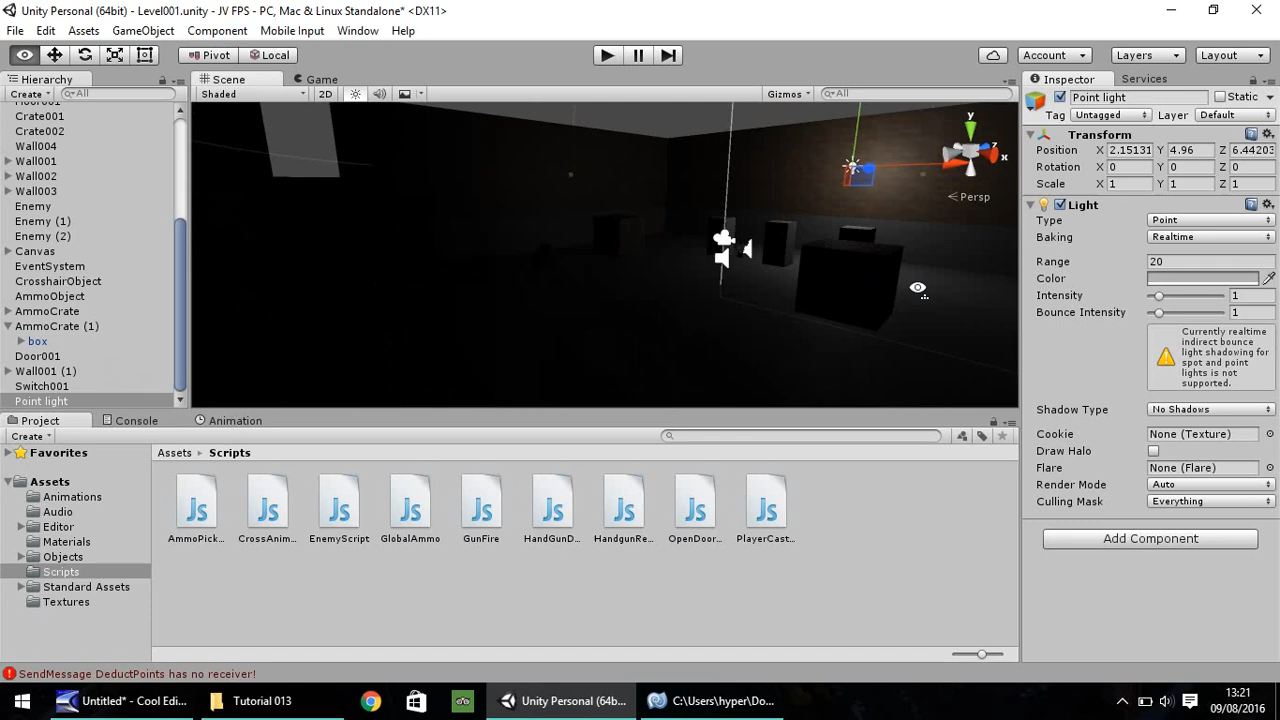 Unity Personal (64bit) - Level001.unity - JV FPS - PC, Mac & Linux Standalone* <DX11>
File Edit Assets GameObject Component Mobile Input Window Help
Pivot Local Account Layers Layout
Hierarchy
Create All
Crate001
Crate002
Wall004
Wall001
Wall002
Wall003
Enemy
Enemy (1)
Enemy (2)
Canvas
EventSystem
CrosshairObject
AmmoObject
AmmoCrate
AmmoCrate (1)
box
Door001
Wall001 (1)
Switch001
Point light
Scene Game
Shaded 2D Gizmos All
y
z
x
Persp
Inspector Services
Point light Static
Tag Untagged Layer Default
Transform
Position X 2.15131 Y 4.96 Z 6.44203
Rotation X 0 Y 0 Z 0
Scale X 1 Y 1 Z 1
Light
Type Point
Baking Realtime
Range 20
Color
Intensity 1
Bounce Intensity 1
Currently realtime
indirect bounce
light shadowing for
spot and point
lights is not
supported.
Shadow Type No Shadows
Cookie None (Texture)
Draw Halo
Flare None (Flare)
Render Mode Auto
Culling Mask Everything
Add Component
Project Console Animation
Create
Favorites
Assets
Animations
Audio
Editor
Materials
Objects
Scripts
Standard Assets
Textures
Assets Scripts
Js Js Js Js Js Js Js Js Js
AmmoPick... CrossAnim... EnemyScript GlobalAmmo GunFire HandGunD... HandgunRe... OpenDoor... PlayerCast...
SendMessage DeductPoints has no receiver!
Untitled* - Cool Edi... Tutorial 013 Unity Personal (64b... C:\Users\hyper\Do...
13:21
09/08/2016